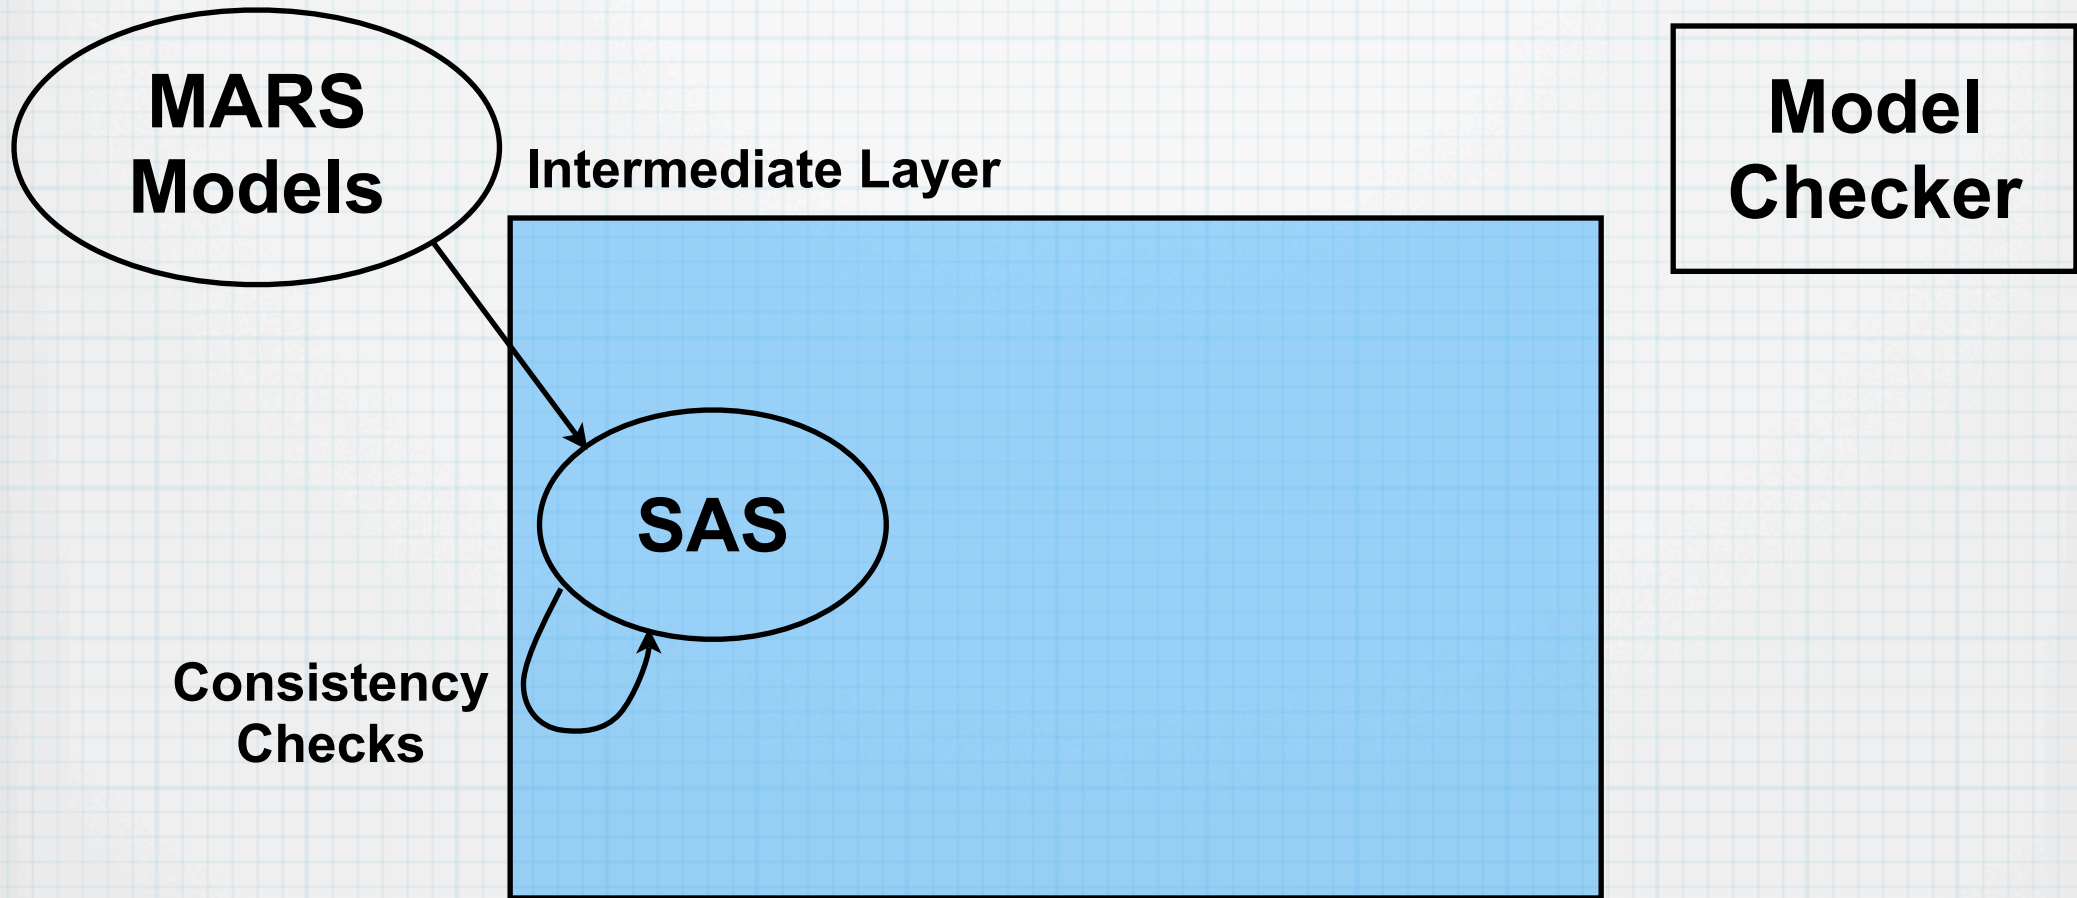 MARS
Models
Intermediate Layer
Model
Checker
SAS
Consistency
Checks